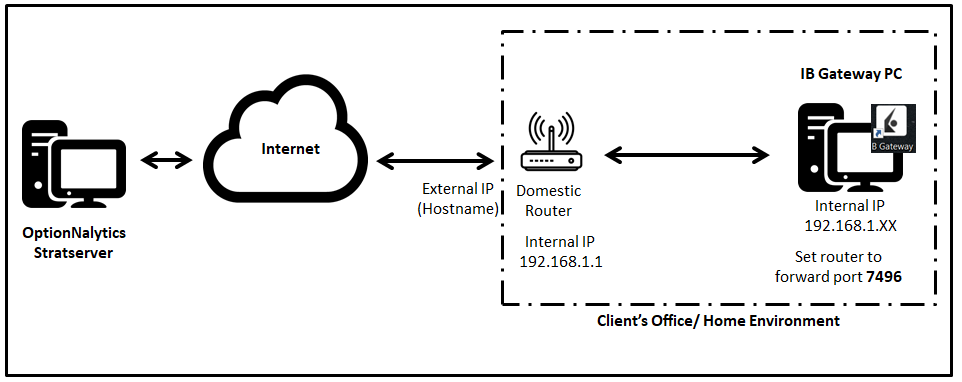 IB Gateway PC
B Gateway
Internet
External IP
(Hostname)
Domestic
Router
Internal IP
192.168.1.1
Internal IP
192.168.1.XX
Set router to
forward port 7496
OptionNalytics
Stratserver
Client’s Office/ Home Environment